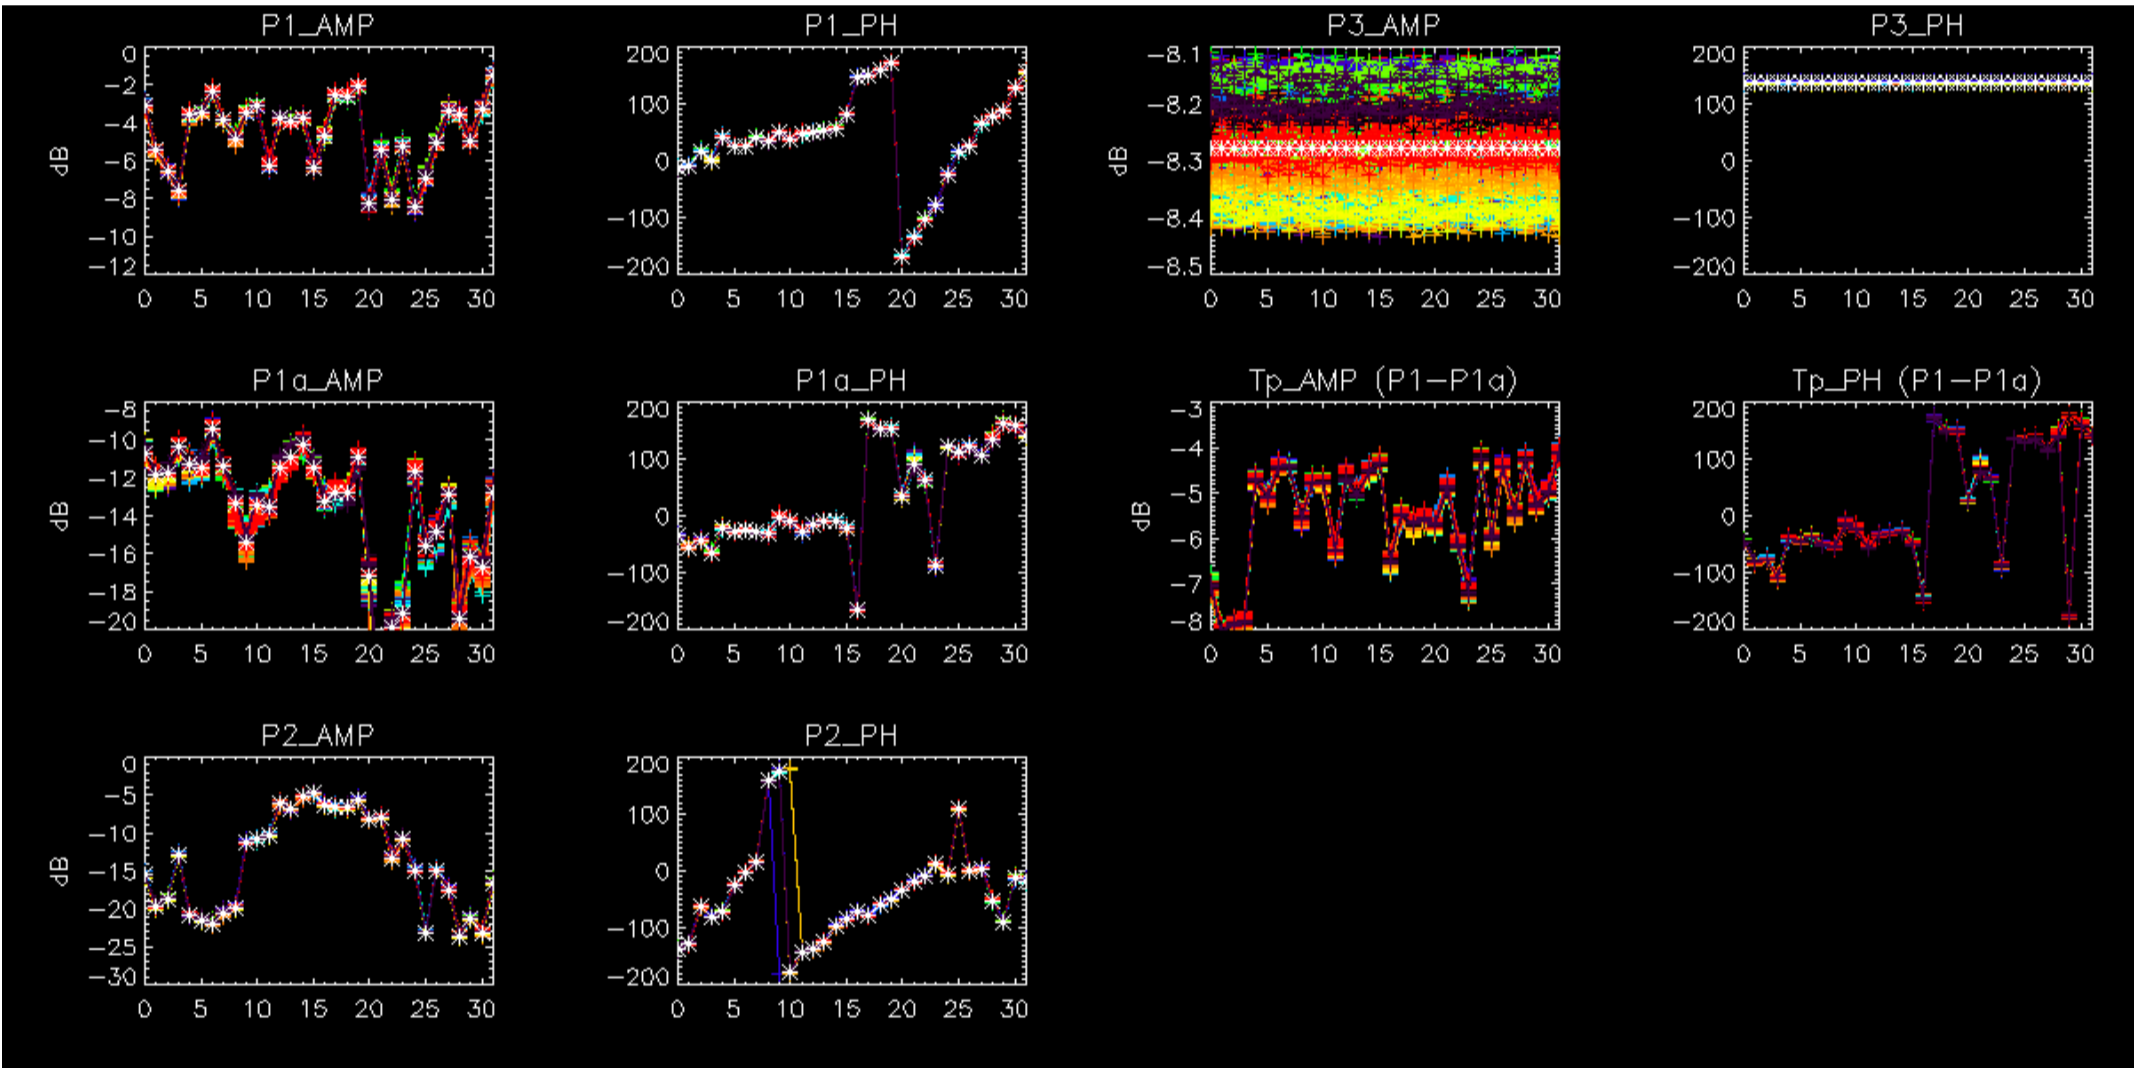 P1_AMP
P1_PH
P3_AMP
P3_PH
0
−2
−4
−6
−8
−10
−12
dB
0 5 10 15 20 25 30
200
100
0
−100
−200
0 5 10 15 20 25 30
−8.1
−8.2
−8.3
−8.4
−8.5
dB
0 5 10 15 20 25 30
200
100
0
−100
−200
0 5 10 15 20 25 30
P1a_AMP
P1a_PH
Tp_AMP (P1−P1a)
Tp_PH (P1−P1a)
−8
−10
−12
−14
−16
−18
−20
dB
0 5 10 15 20 25 30
200
100
0
−100
−200
0 5 10 15 20 25 30
−3
−4
−5
−6
−7
−8
dB
0 5 10 15 20 25 30
200
100
0
−100
−200
0 5 10 15 20 25 30
P2_AMP
P2_PH
0
−5
−10
−15
−20
−25
−30
dB
0 5 10 15 20 25 30
200
100
0
−100
−200
0 5 10 15 20 25 30